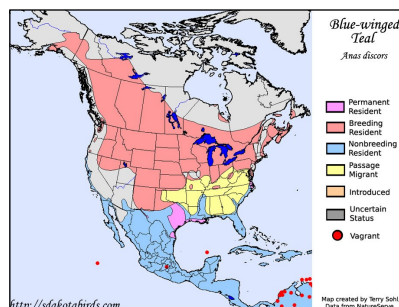 Blue-winged
Teal
Anas discors
Permanent
Resident
Breeding
Resident
Nonbreeding
Resident
Passage
Migrant
Introduced
Uncertain
Status
Vagrant
http://sdakotabirds.com
Map created by Terry Sohl
Data from NatureServe